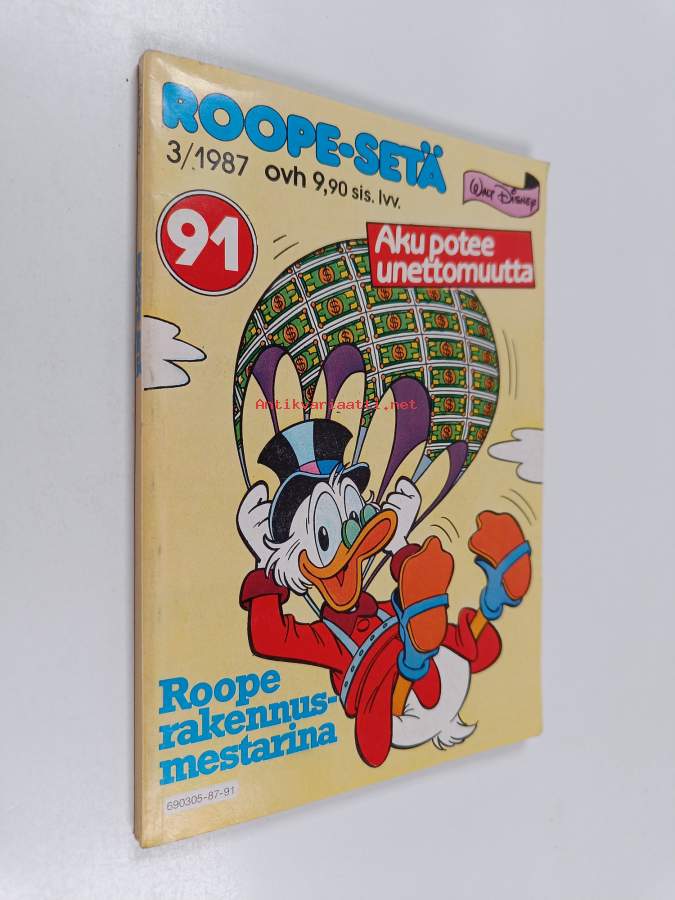 ROOPE-SETÄ
3/1987 ovh 9,90 sis. lvv.
WALT DISNEY
91
Aku potee
unettomuutta
Antikvariaatti.net
Roope
rakennus-
mestarina
690305-87-91